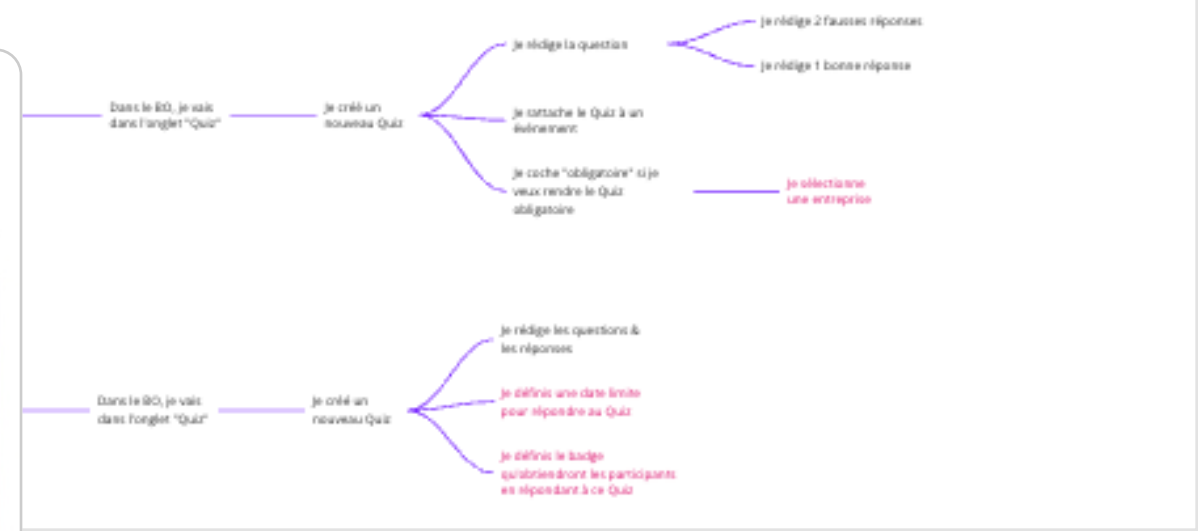 Je rédige 2 fausses réponses
Je rédige la question
Je rédige 1 bonne réponse
Dans le BO, je vais
dans l'onglet "Quiz"
Je créé un
nouveau Quiz
Je rattache le Quiz à un
événement
Je coche "obligatoire" si je
veux rendre le Quiz
obligatoire
Je sélectionne
une entreprise
Je rédige les questions &
les réponses
Dans le BO, je vais
dans l'onglet "Quiz"
Je créé un
nouveau Quiz
Je définis une date limite
pour répondre au Quiz
Je définis le badge
qu'obtiendront les participants
en répondant à ce Quiz